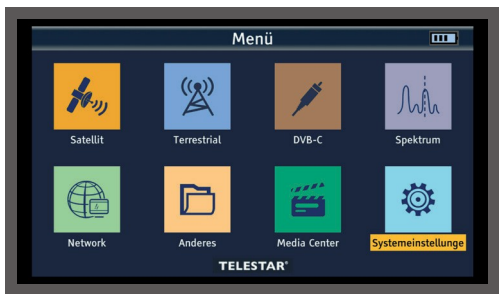 Menü
Satellit
Terrestrial
DVB-C
Spektrum
Network
Anderes
Media Center
Systemeinstellunge
TELESTAR®